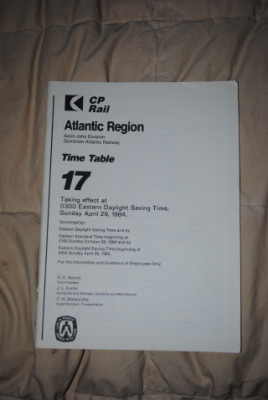 CP
Rail
Atlantic Region
Saint John Division
Dominion Atlantic Railway
Time Table
17
Taking effect at
0300 Eastern Daylight Saving Time,
Sunday April 29, 1984.
Governed by:
Eastern Daylight Saving Time and by
Eastern Standard Time beginning at
0100 Sunday October 28, 1984 and by
Eastern Daylight Saving Time beginning at
Sunday April 28, 1985.
For the Information and Guidance of Employees Only.
Vice-President